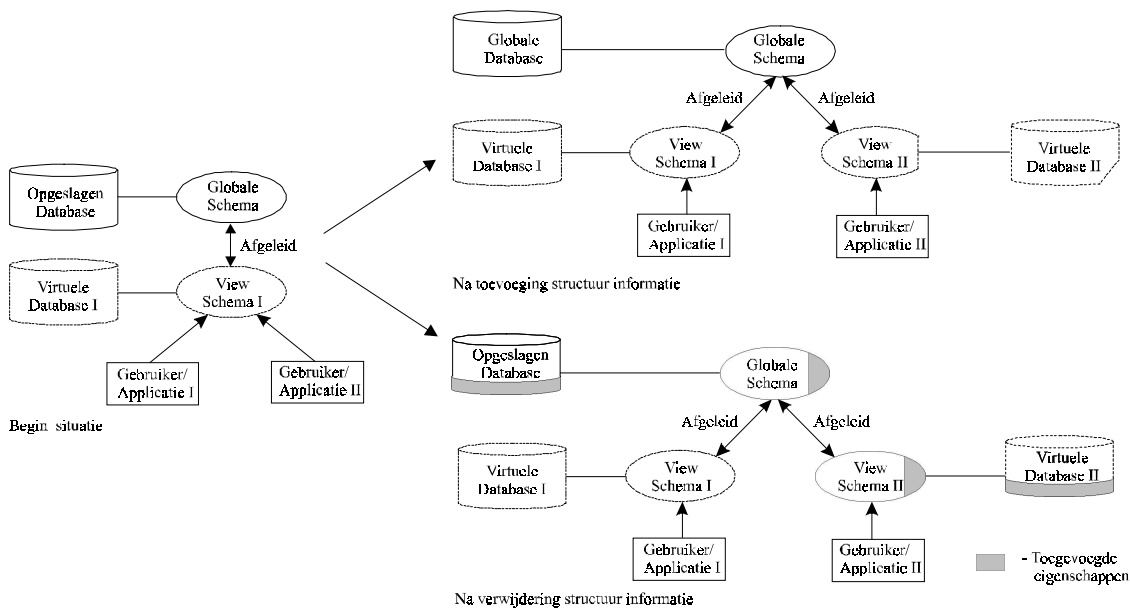 Opgeslagen
Database
Globale
Schema
Afgeleid
Virtuele
Database I
View
Schema I
Gebruiker/
Applicatie I
Gebruiker/
Applicatie II
Begin situatie
Globale
Database
Globale
Schema
Afgeleid
Afgeleid
Virtuele
Database I
View
Schema I
View
Schema II
Virtuele
Database II
Gebruiker/
Applicatie I
Gebruiker/
Applicatie II
Na toevoeging structuur informatie
Opgeslagen
Database
Globale
Schema
Afgeleid
Afgeleid
Virtuele
Database I
View
Schema I
View
Schema II
Virtuele
Database II
Gebruiker/
Applicatie I
Gebruiker/
Applicatie II
- Toegevoegde
eigenschappen
Na verwijdering structuur informatie